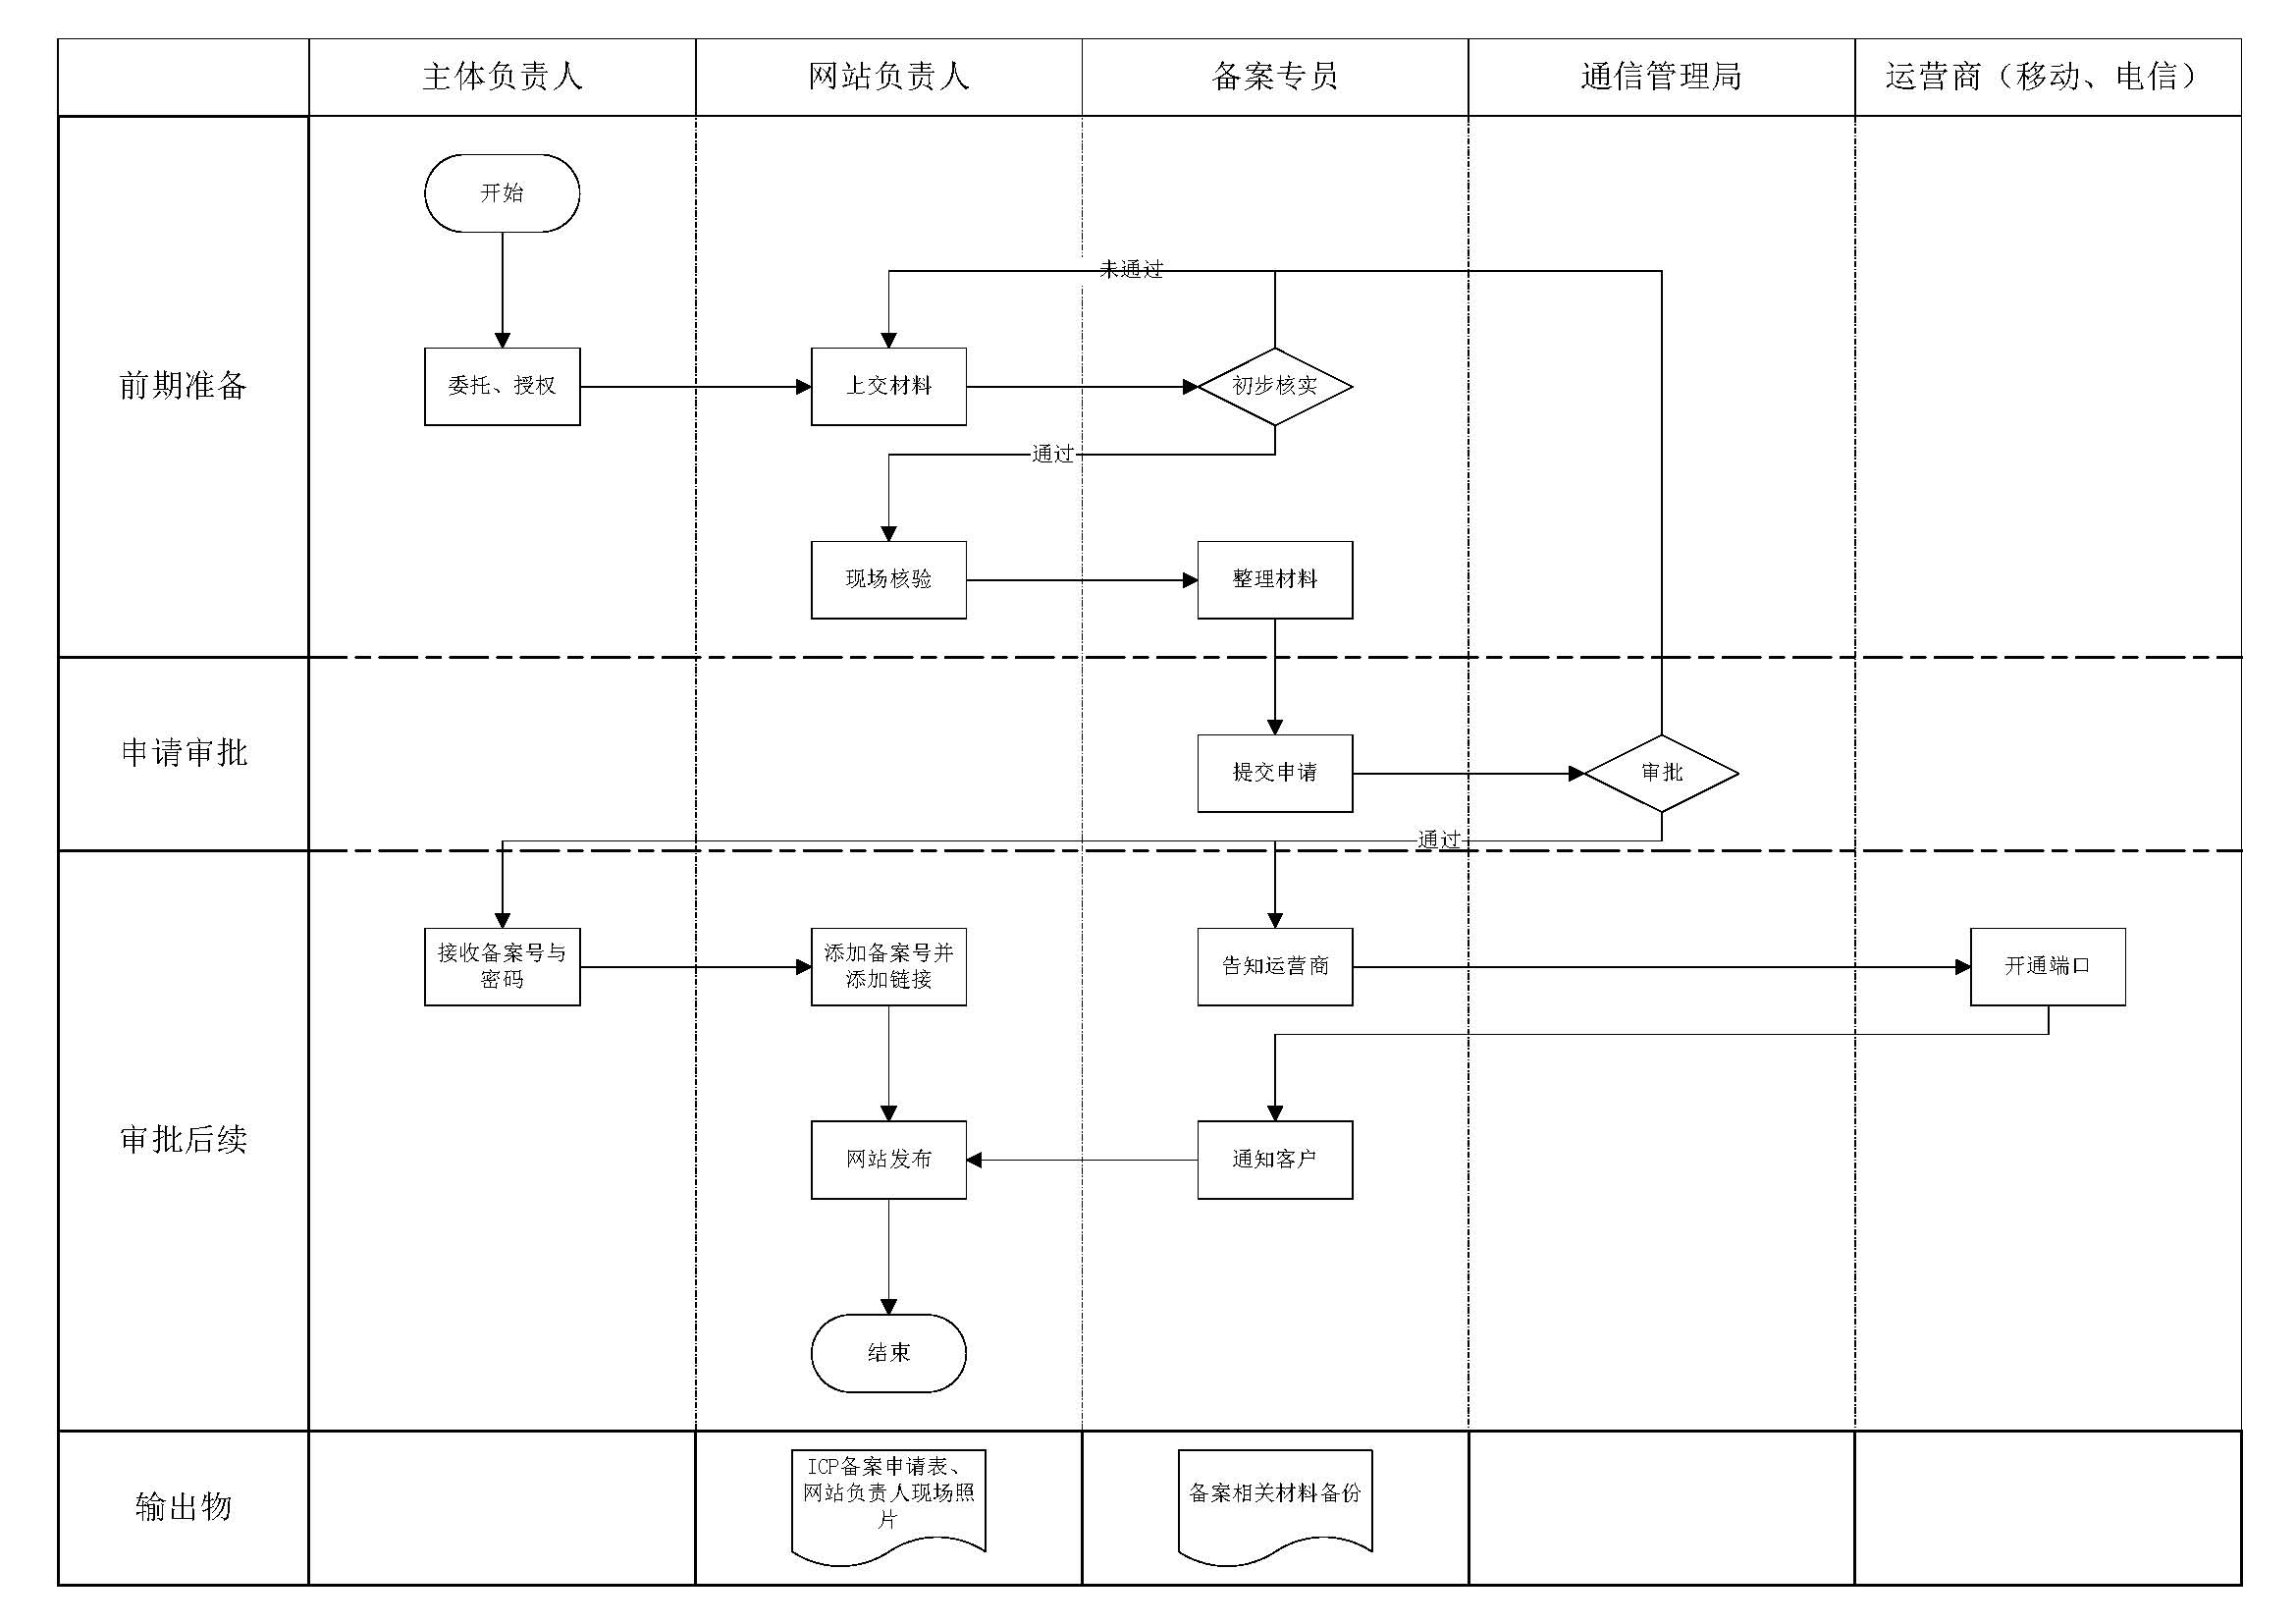 主体负责人
网站负责人
备案专员
通信管理局
运营商（移动、电信）
前期准备
开始
未通过
委托、授权
上交材料
初步核实
通过
现场核验
整理材料
申请审批
提交申请
审批
通过
审批后续
接收备案号与
密码
添加备案号并
添加链接
告知运营商
开通端口
网站发布
通知客户
结束
输出物
ICP备案申请表、
网站负责人现场照
片
备案相关材料备份